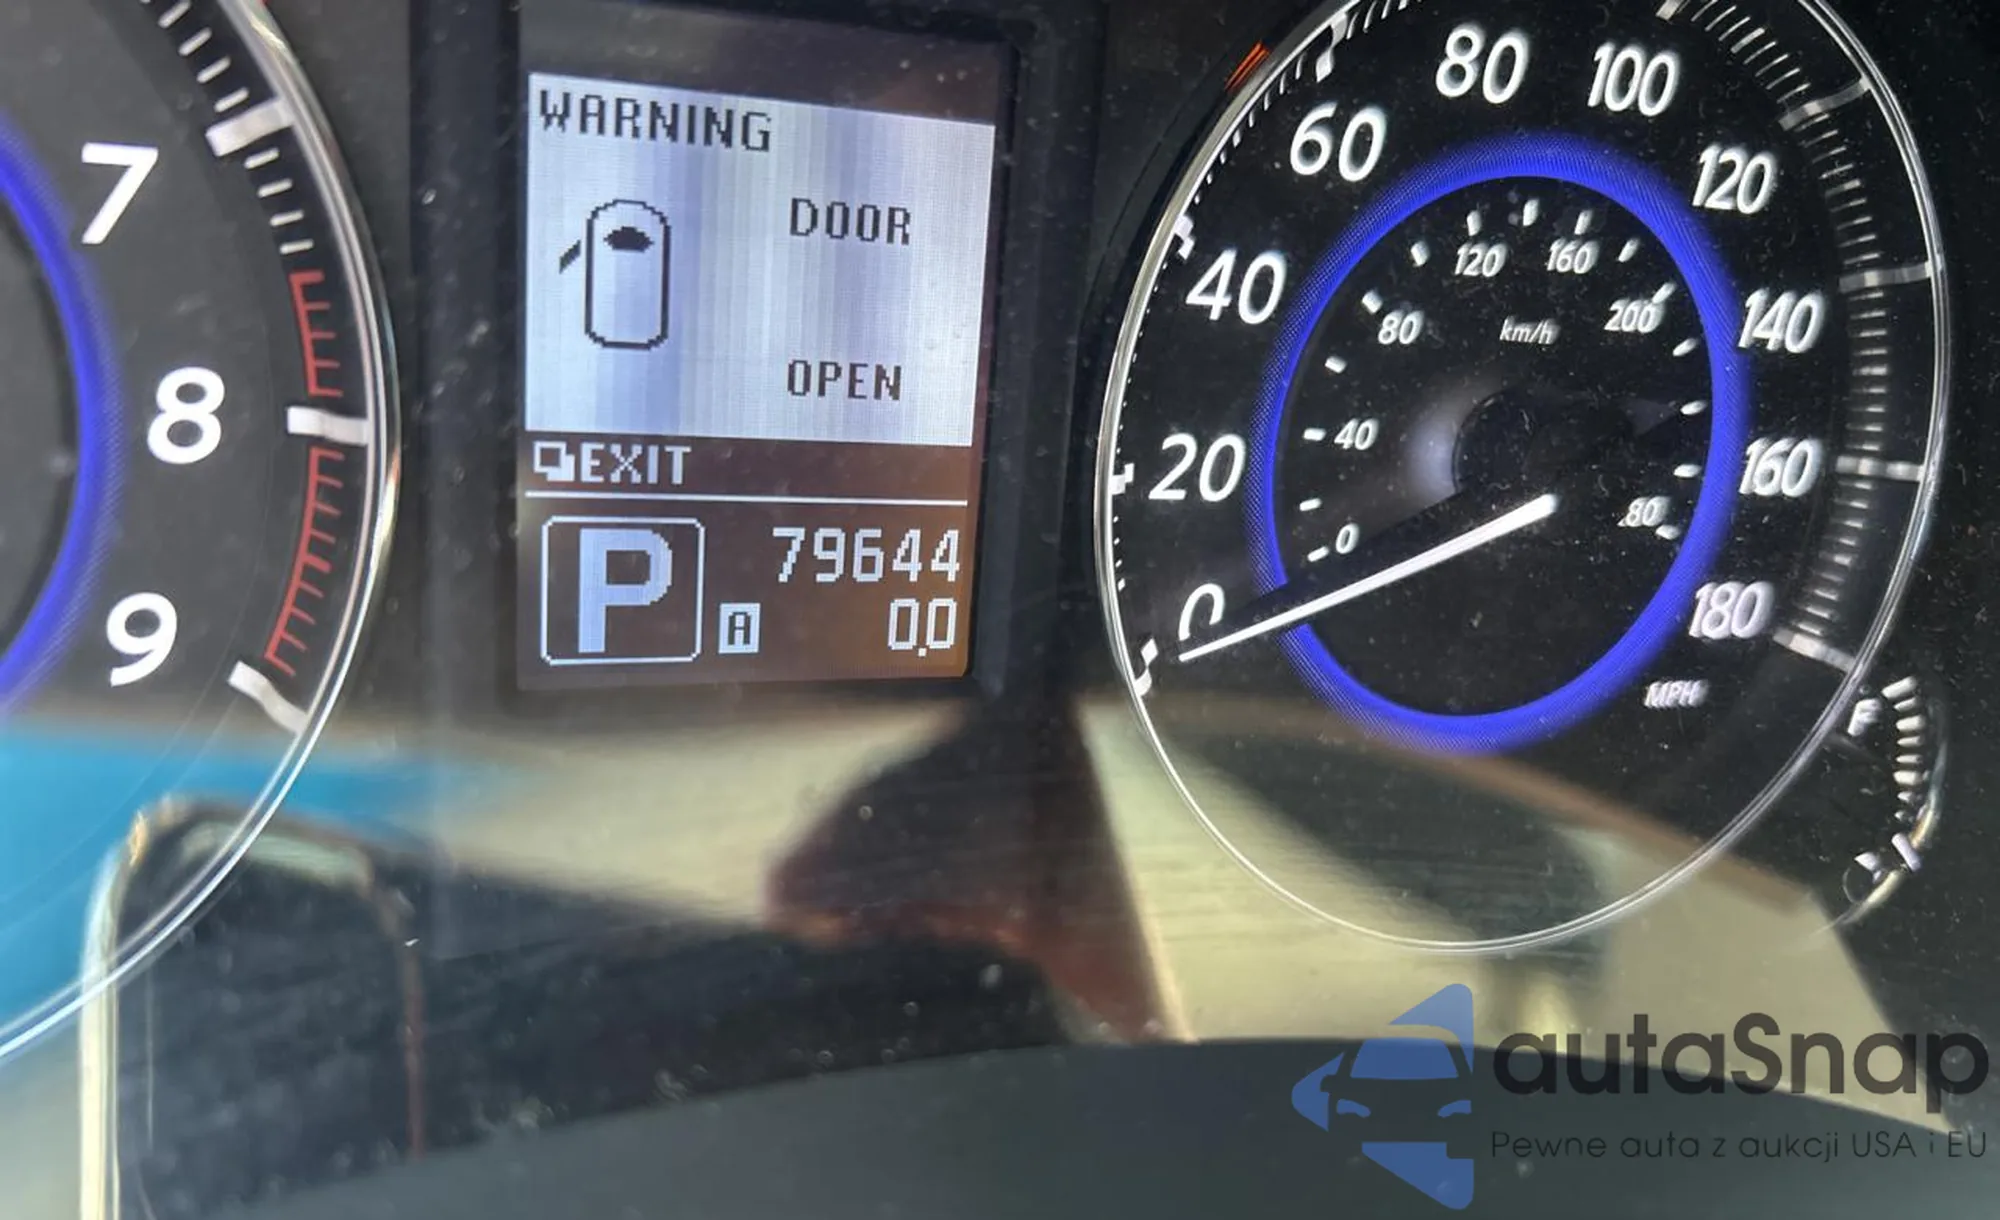 7
8
9
WARNING
DOOR
OPEN
EXIT
P
79644
A
0.0
0
20
40
60
80
100
120
140
160
180
MPH
0
40
80
120
160
200
km/h
F
autaSnap
Pewne auta z aukcji USA i EU